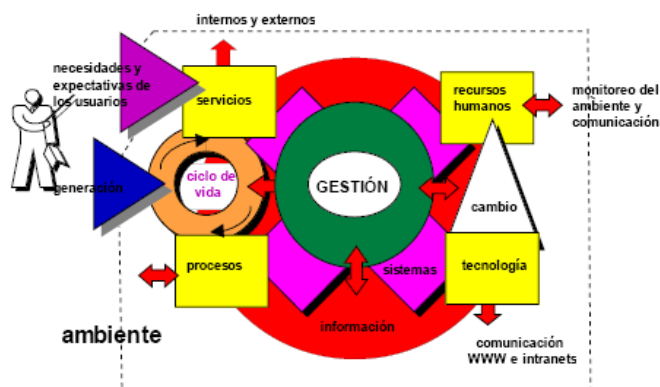 internos y externos
necesidades y
expectativas de
los usuarios
servicios
recursos
humanos
monitoreo del
ambiente y
comunicación
generación
ciclo de
vida
GESTIÓN
cambio
procesos
sistemas
tecnología
ambiente
información
comunicación
WWW e intranets